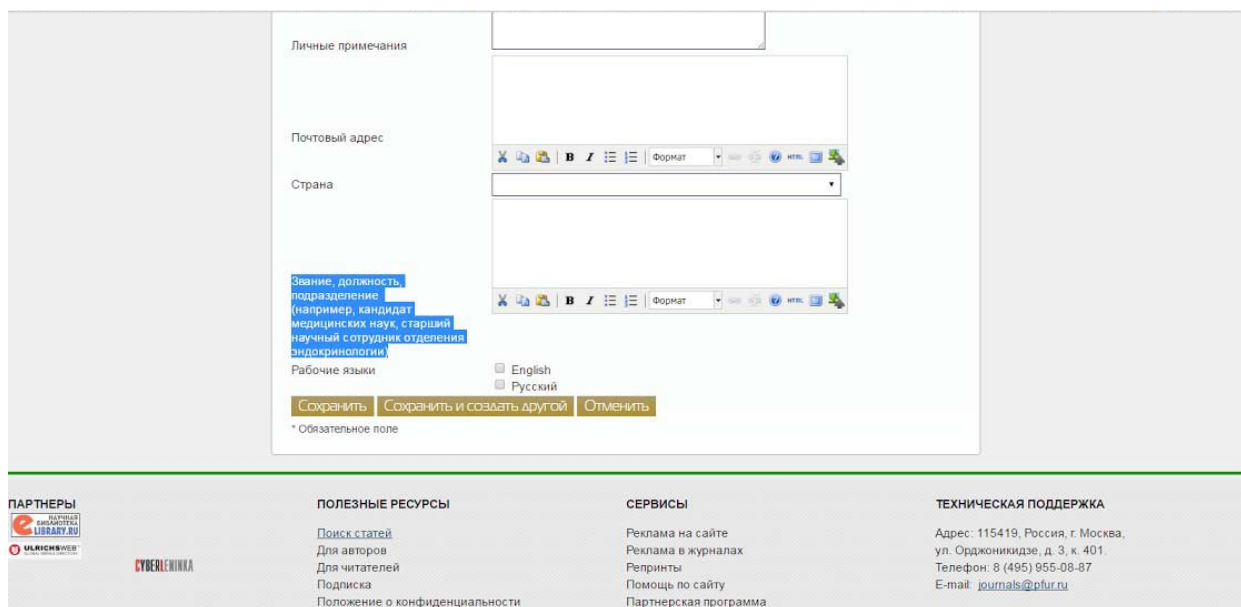 Личные примечания
Почтовый адрес
B I Формат HTML
Страна
Звание, должность,
подразделение
(например, кандидат
медицинских наук, старший
научный сотрудник отделения
эндокринологии)
B I Формат HTML
Рабочие языки
English
Русский
Сохранить Сохранить и создать другой Отменить
* Обязательное поле
ПАРТНЕРЫ
НАУЧНАЯ
БИБЛИОТЕКА
LIBRARY.RU
ULRICHSWEB™
GLOBAL SERIALS DIRECTORY
CYBERLENINKA
ПОЛЕЗНЫЕ РЕСУРСЫ
Поиск статей
Для авторов
Для читателей
Подписка
Положение о конфиденциальности
СЕРВИСЫ
Реклама на сайте
Реклама в журналах
Репринты
Помощь по сайту
Партнерская программа
ТЕХНИЧЕСКАЯ ПОДДЕРЖКА
Адрес: 115419, Россия, г. Москва,
ул. Орджоникидзе, д. 3, к. 401.
Телефон: 8 (495) 955-08-87
E-mail: journals@pfur.ru